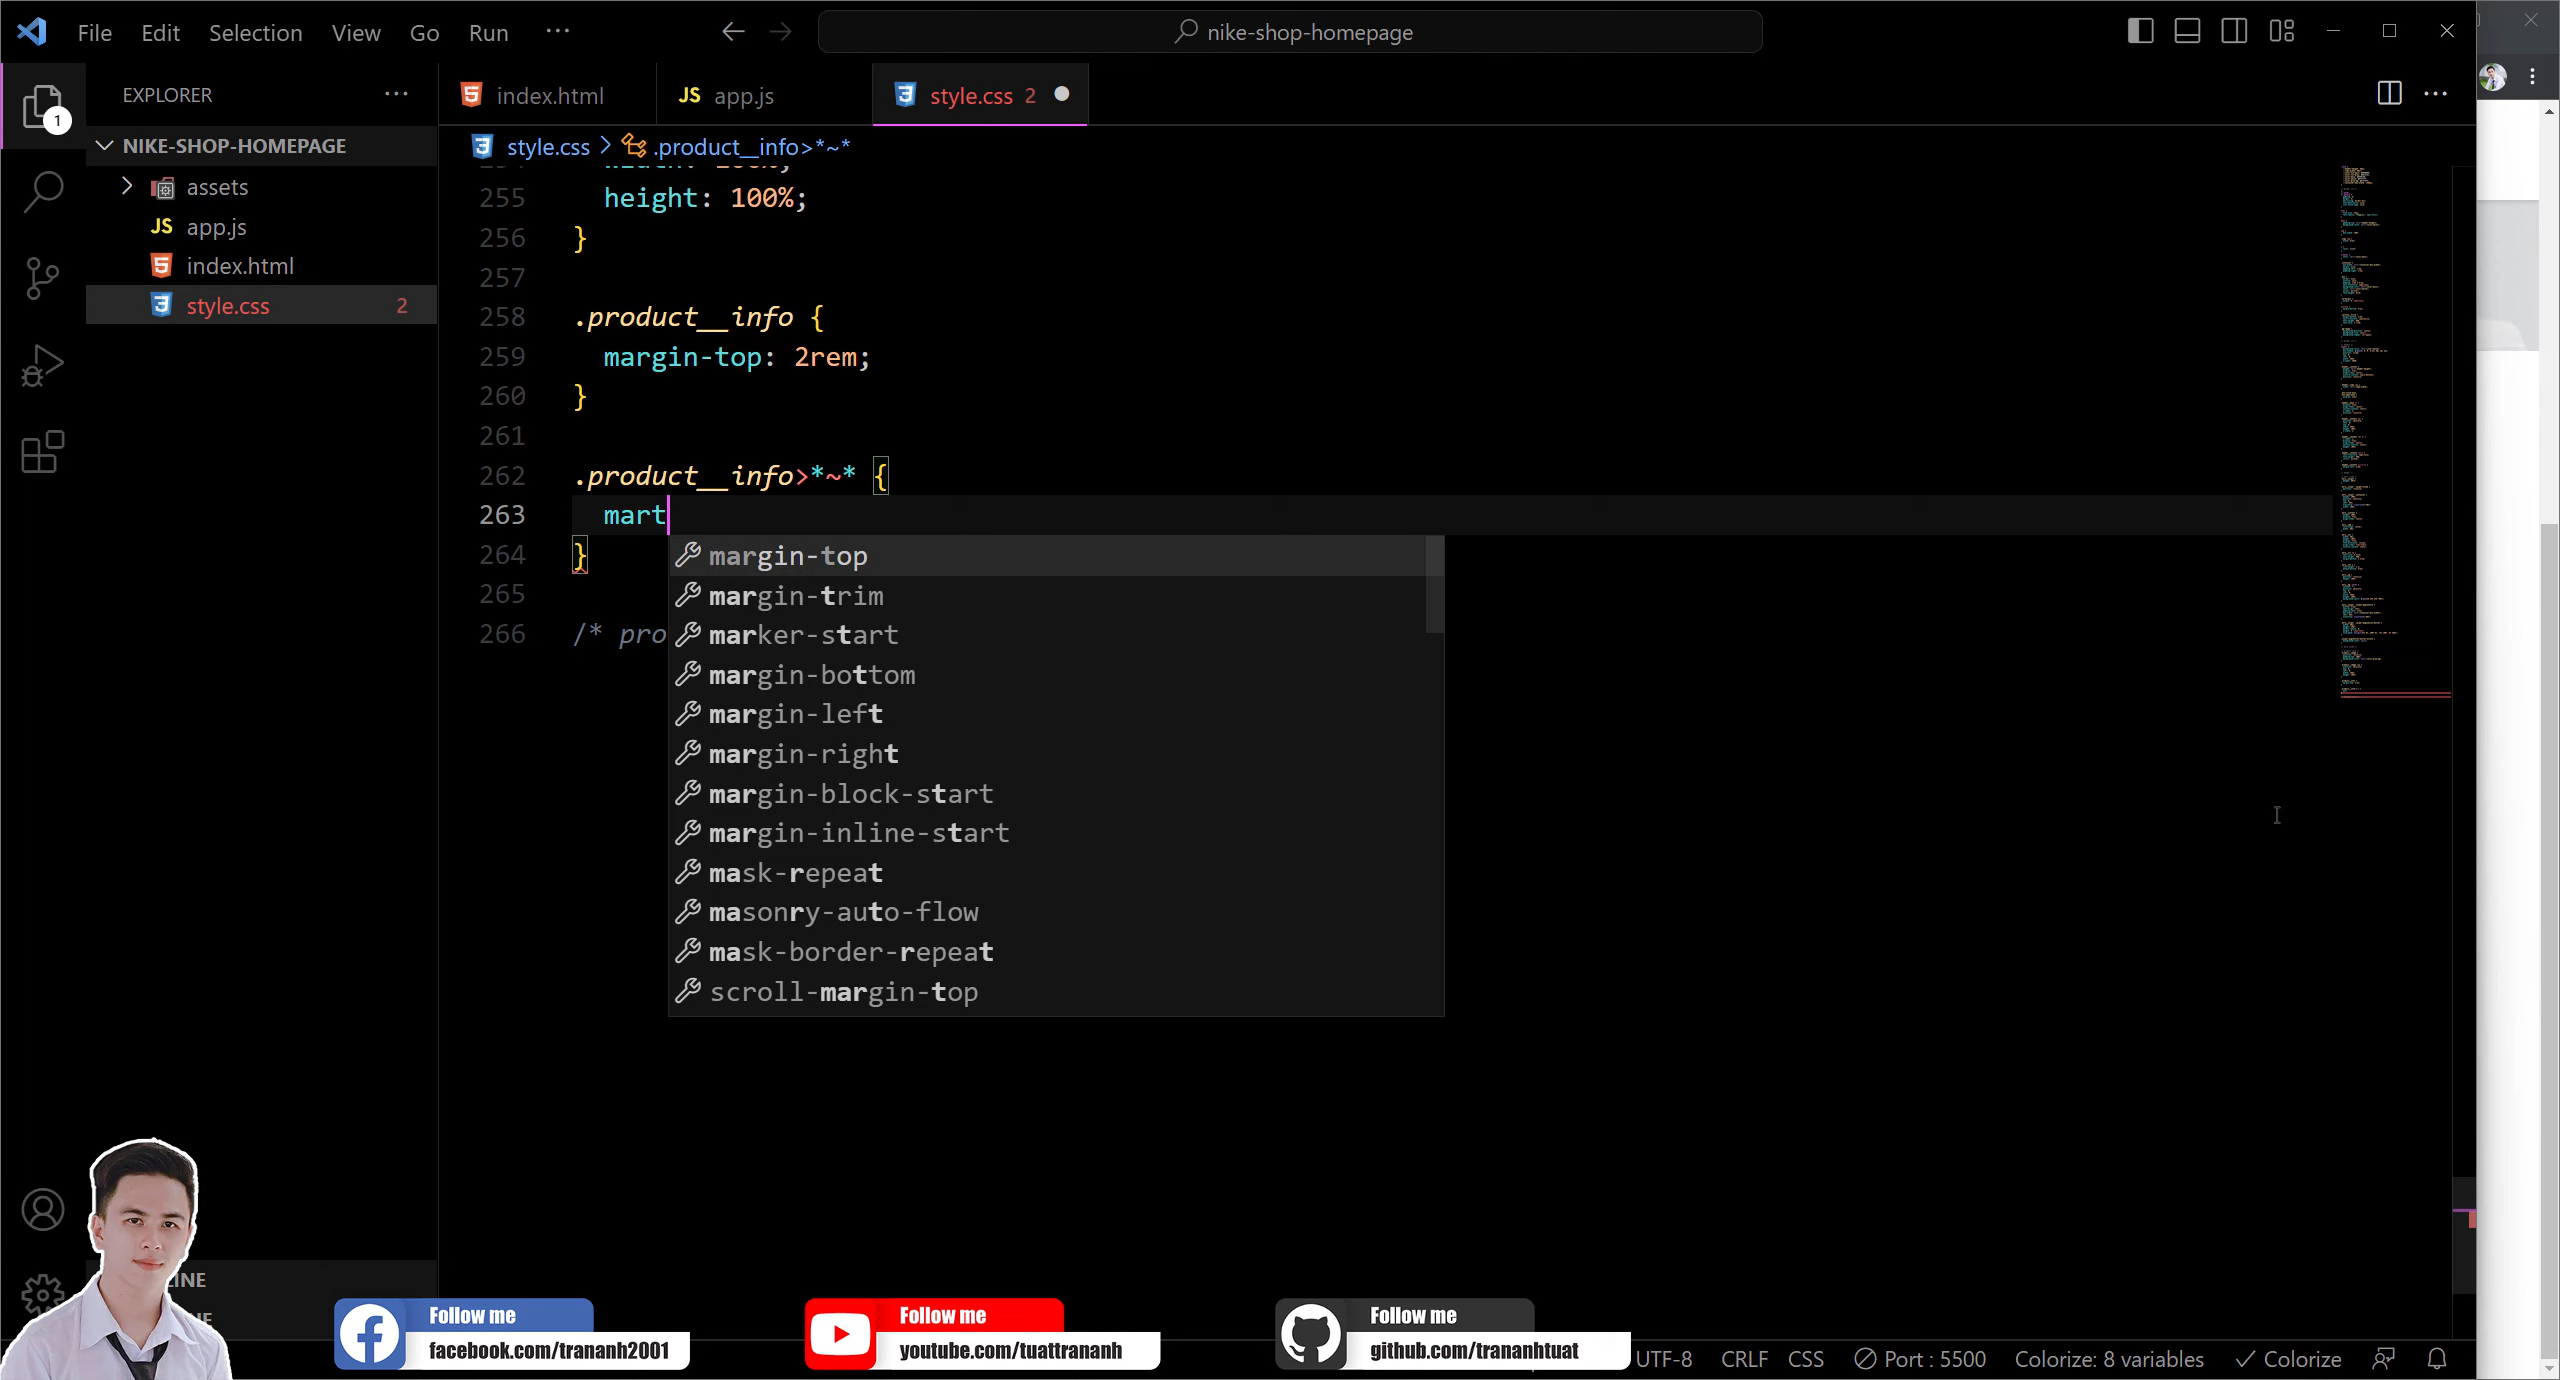 File Edit Selection View Go Run ···
nike-shop-homepage
EXPLORER ···
index.html
JS app.js
style.css 2
1
NIKE-SHOP-HOMEPAGE
style.css > .product__info>*~*
assets
JS app.js
index.html
style.css 2
255 height: 100%;
256 }
257
258 .product__info {
259 margin-top: 2rem;
260 }
261
262 .product__info>*~* {
263 mart
264 }
265
266 /* pro
margin-top
margin-trim
marker-start
margin-bottom
margin-left
margin-right
margin-block-start
margin-inline-start
mask-repeat
masonry-auto-flow
mask-border-repeat
scroll-margin-top
LINE
NE
Follow me
facebook.com/trananh2001
Follow me
youtube.com/tuattrananh
Follow me
github.com/trananhtuat
UTF-8 CRLF CSS Port : 5500 Colorize: 8 variables Colorize